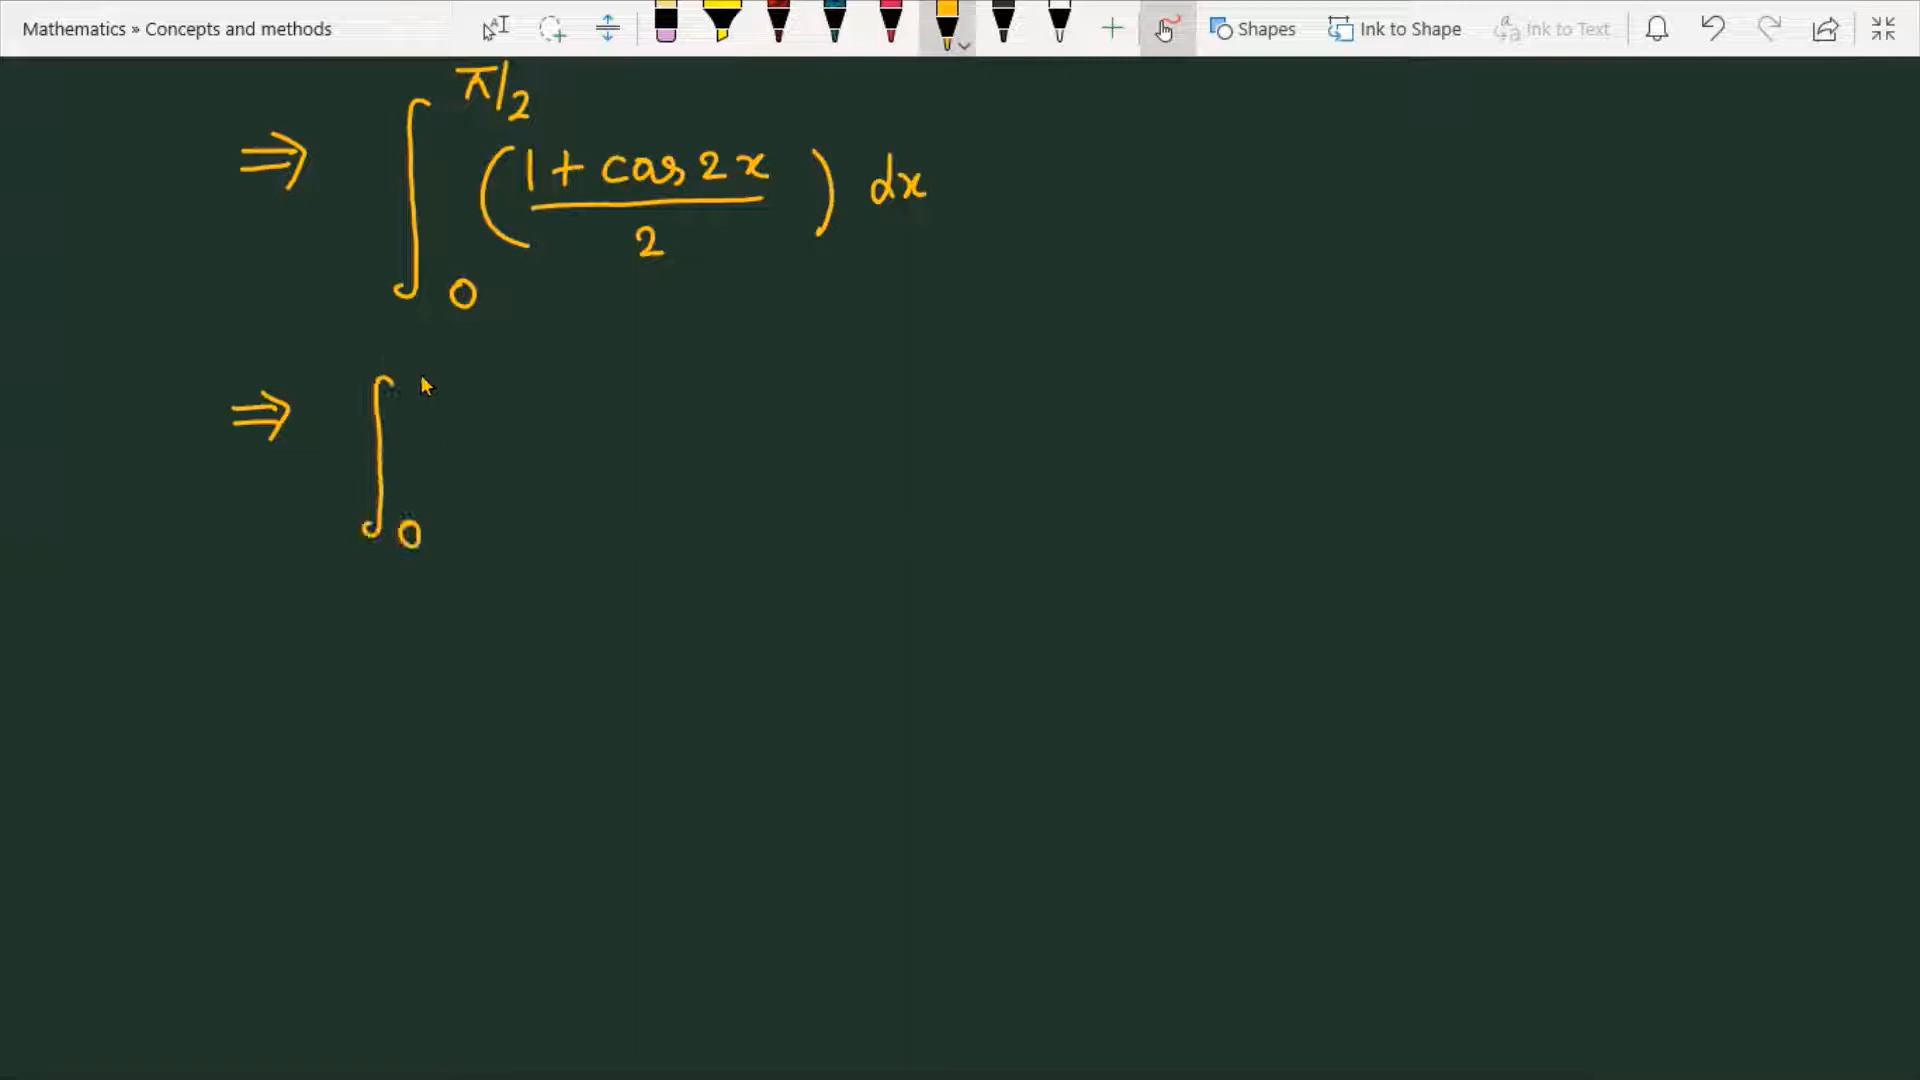 Mathematics » Concepts and methods
Shapes
Ink to Shape
Ink to Text
⇒ ∫₀^(π/2) ((1 + cos 2x)/2) dx
⇒ ∫₀